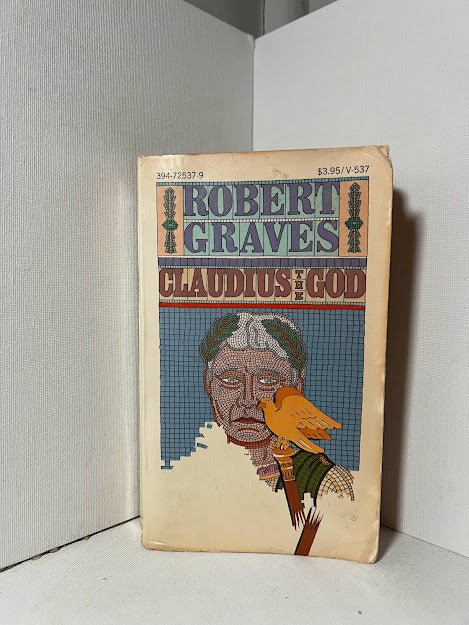 394-72537-9 $3.95/V-537
ROBERT
GRAVES
CLAUDIUS THE GOD